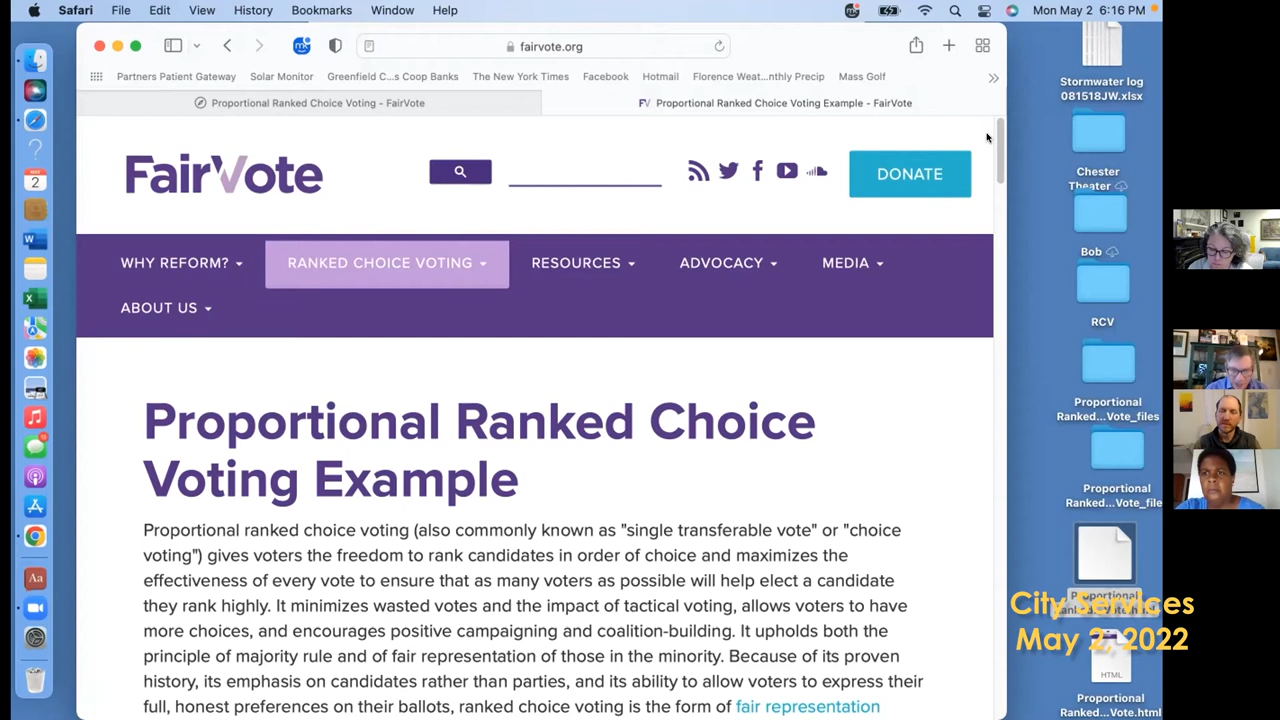 Safari File Edit View History Bookmarks Window Help Mon May 2 6:16 PM
fairvote.org
Partners Patient Gateway Solar Monitor Greenfield C...s Coop Banks The New York Times Facebook Hotmail Florence Weat...nthly Precip Mass Golf
Proportional Ranked Choice Voting - FairVote FV Proportional Ranked Choice Voting Example - FairVote
FairVote
DONATE
WHY REFORM? RANKED CHOICE VOTING RESOURCES ADVOCACY MEDIA
ABOUT US
Proportional Ranked Choice
Voting Example
Proportional ranked choice voting (also commonly known as "single transferable vote" or "choice
voting") gives voters the freedom to rank candidates in order of choice and maximizes the
effectiveness of every vote to ensure that as many voters as possible will help elect a candidate
they rank highly. It minimizes wasted votes and the impact of tactical voting, allows voters to have
more choices, and encourages positive campaigning and coalition-building. It upholds both the
principle of majority rule and of fair representation of those in the minority. Because of its proven
history, its emphasis on candidates rather than parties, and its ability to allow voters to express their
full, honest preferences on their ballots, ranked choice voting is the form of fair representation
Stormwater log
081518JW.xlsx
Chester
Theater
Bob
RCV
Proportional
Ranked...Vote_files
Proportional
Ranked...Vote_files
City Services
May 2, 2022
HTML
Proportional
Ranked...Vote.html
MAY
2
Aa